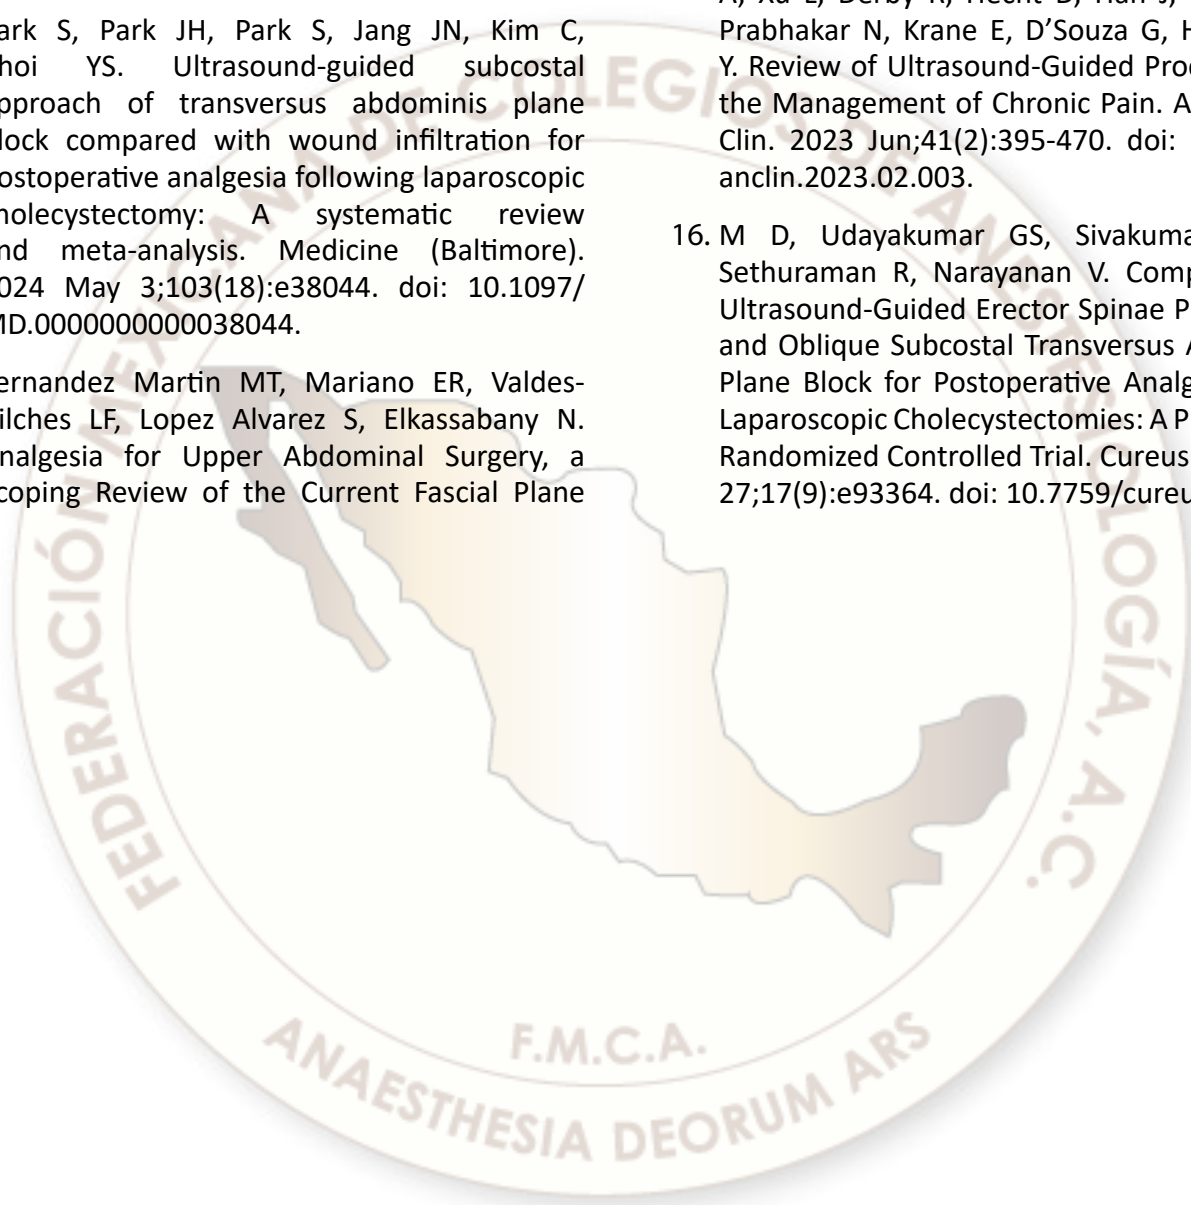 ark S, Park JH, Park S, Jang JN, Kim C,
hoi YS. Ultrasound-guided subcostal
pproach of transversus abdominis plane
lock compared with wound infiltration for
ostoperative analgesia following laparoscopic
holecystectomy: A systematic review
nd meta-analysis. Medicine (Baltimore).
024 May 3;103(18):e38044. doi: 10.1097/
MD.0000000000038044.
ernandez Martin MT, Mariano ER, Valdes-
ilches LF, Lopez Alvarez S, Elkassabany N.
nalgesia for Upper Abdominal Surgery, a
coping Review of the Current Fascial Plane
A, Xu L, Derby R, Hecht D, Han J,
Prabhakar N, Krane E, D’Souza G, H
Y. Review of Ultrasound-Guided Proc
the Management of Chronic Pain. A
Clin. 2023 Jun;41(2):395-470. doi:
anclin.2023.02.003.
16. M D, Udayakumar GS, Sivakuma
Sethuraman R, Narayanan V. Comp
Ultrasound-Guided Erector Spinae P
and Oblique Subcostal Transversus A
Plane Block for Postoperative Analg
Laparoscopic Cholecystectomies: A P
Randomized Controlled Trial. Cureus
27;17(9):e93364. doi: 10.7759/cureu
FEDERACIÓN MEXICANA DE COLEGIOS DE ANESTESIOLOGÍA, A.C.
F.M.C.A.
ANAESTHESIA DEORUM ARS